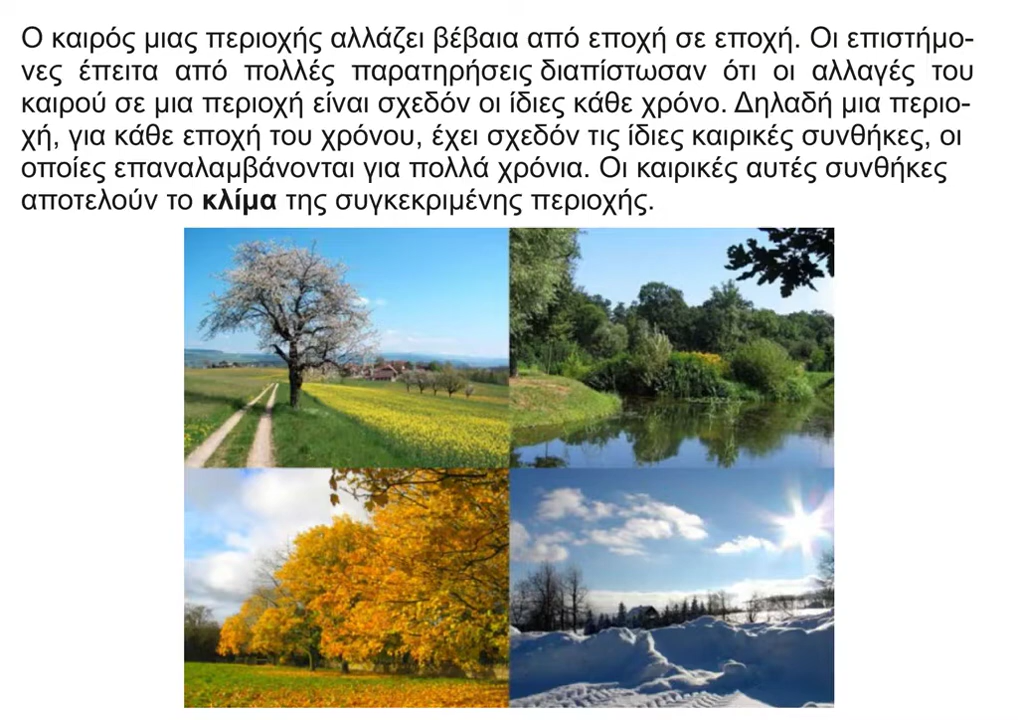 Ο καιρός μιας περιοχής αλλάζει βέβαια από εποχή σε εποχή. Οι επιστήμο-
νες έπειτα από πολλές παρατηρήσεις διαπίστωσαν ότι οι αλλαγές του
καιρού σε μια περιοχή είναι σχεδόν οι ίδιες κάθε χρόνο. Δηλαδή μια περιο-
χή, για κάθε εποχή του χρόνου, έχει σχεδόν τις ίδιες καιρικές συνθήκες, οι
οποίες επαναλαμβάνονται για πολλά χρόνια. Οι καιρικές αυτές συνθήκες
αποτελούν το κλίμα της συγκεκριμένης περιοχής.